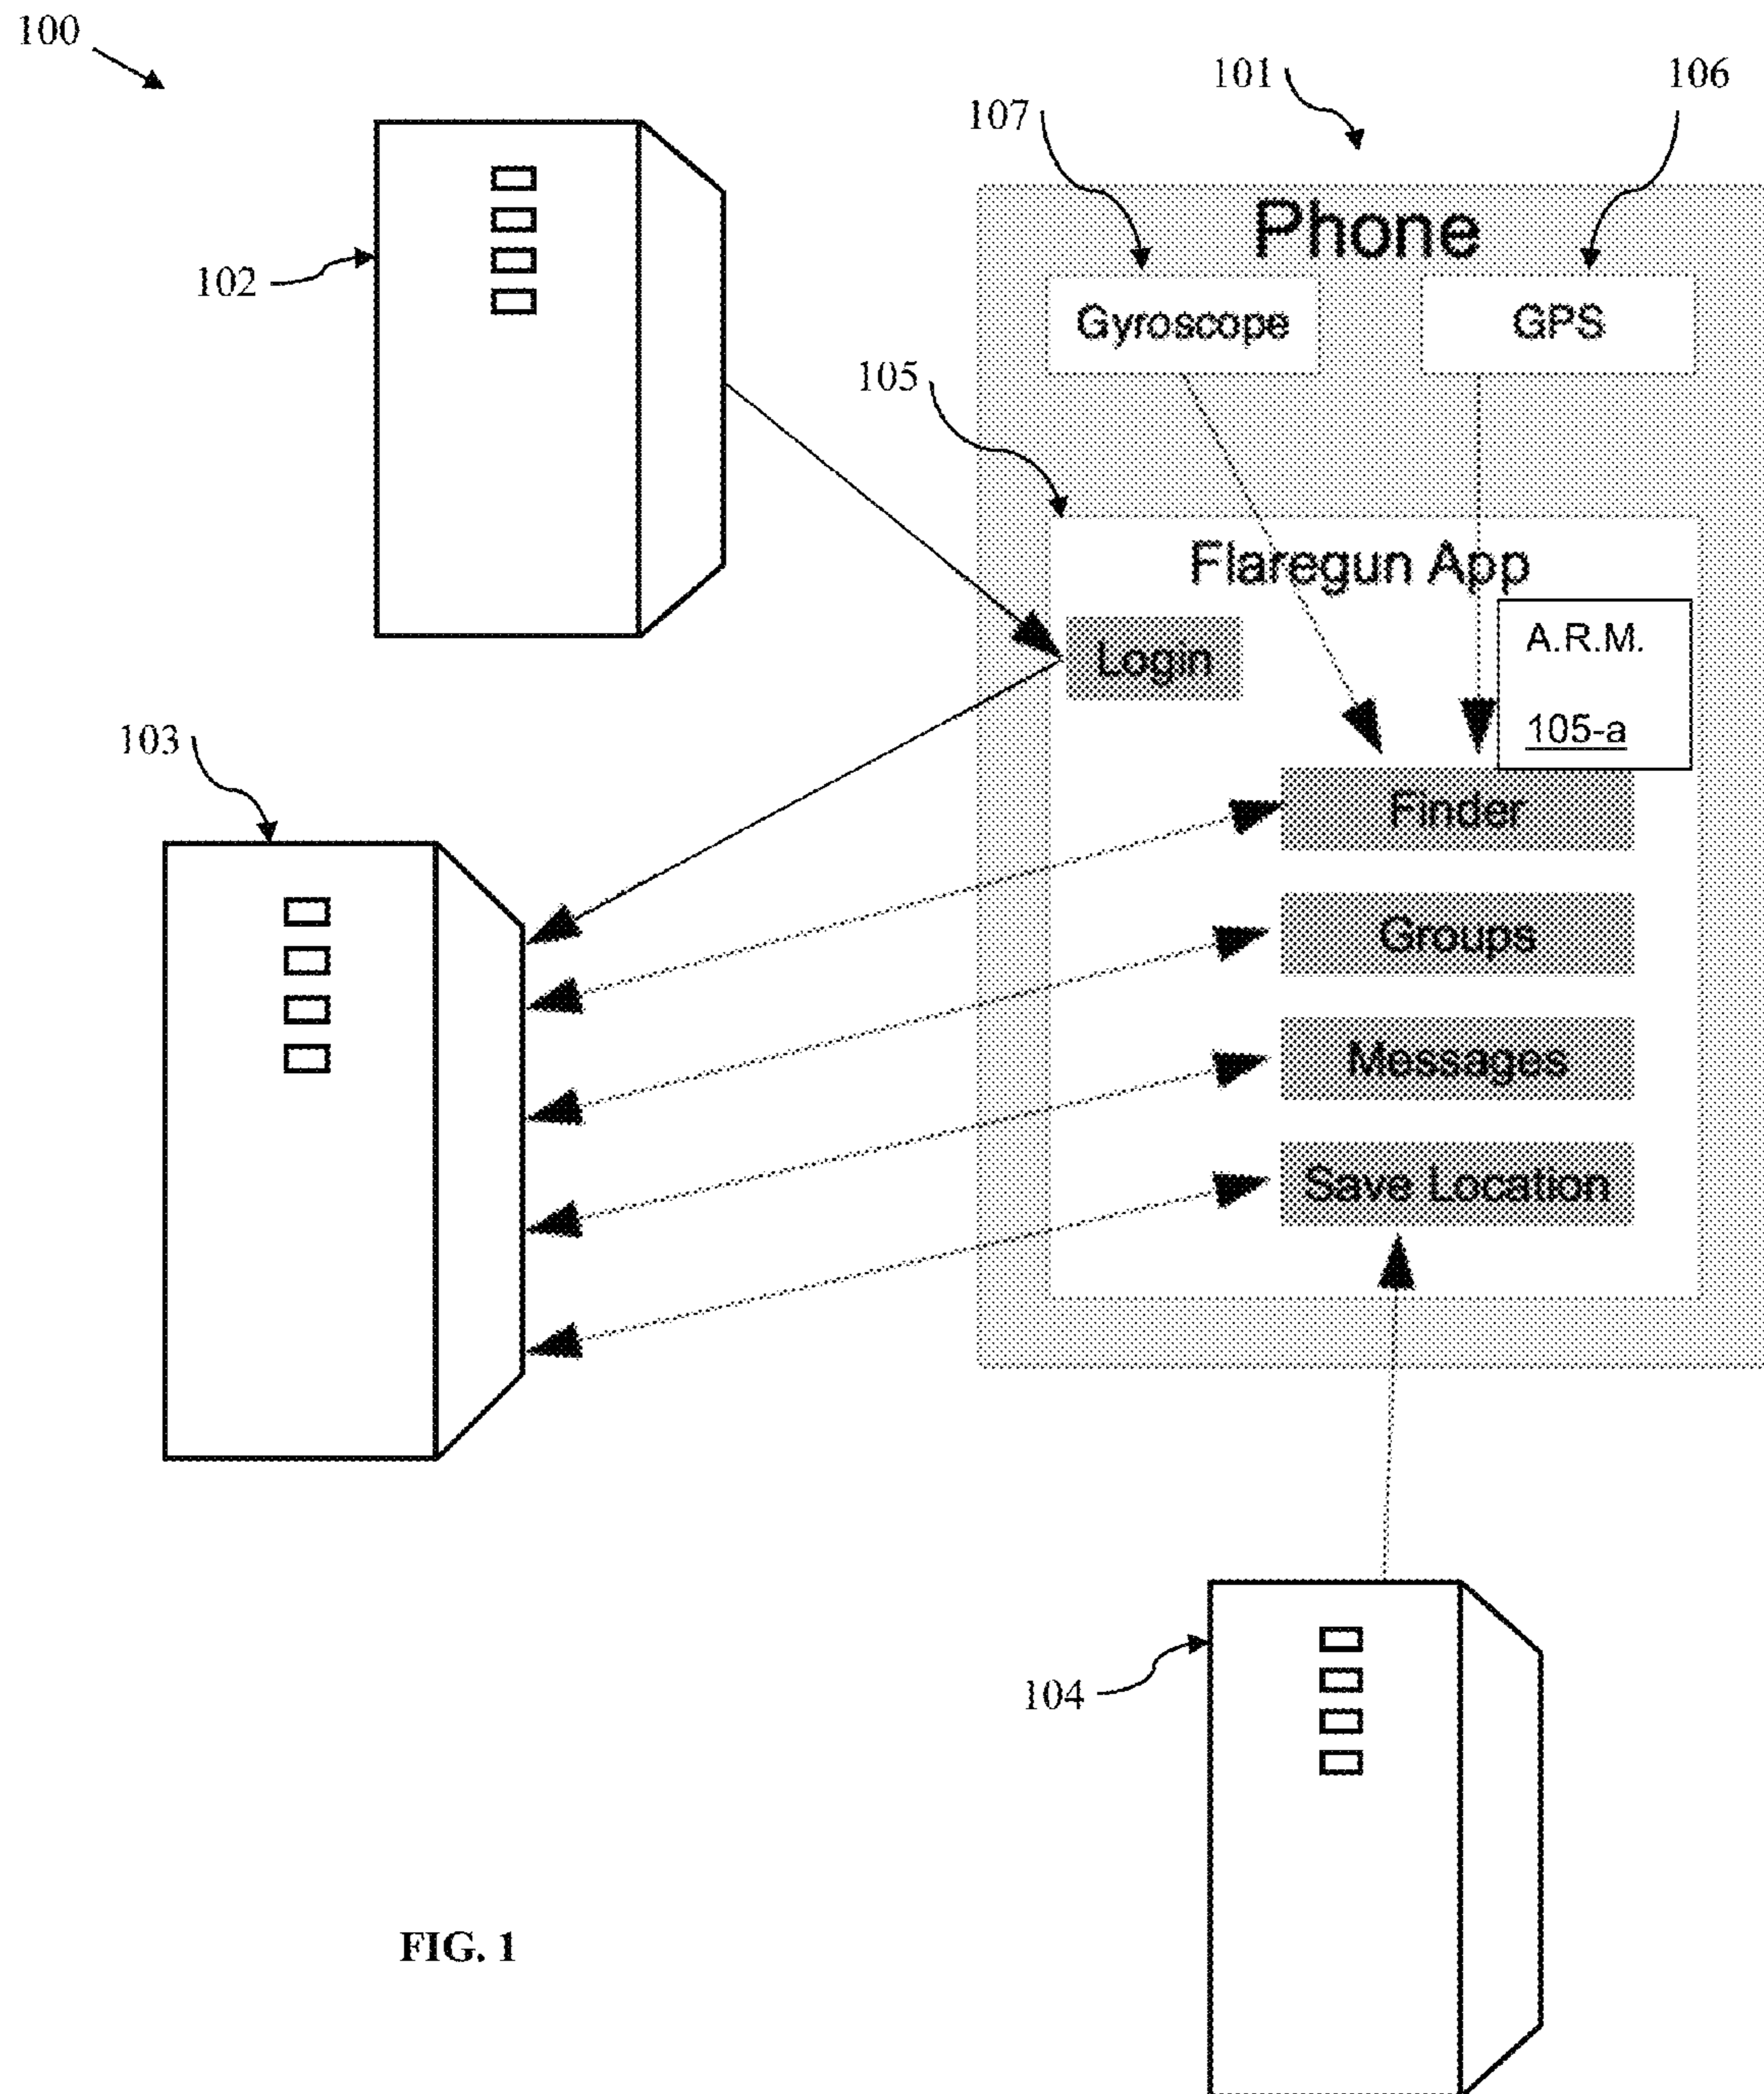 100
101
106
107
Phone
102
Gyroscope
GPS
105
Flaregun App
A.R.M.
Login
105-a
103
Finder
Groups
Messages
Save Location
104
FIG. 1